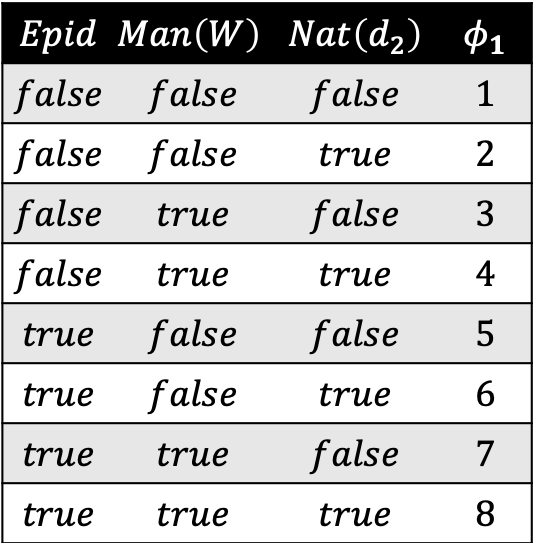 Epid Man(W) Nat(d₂) ϕ₁
false false false 1
false false true 2
false true false 3
false true true 4
true false false 5
true false true 6
true true false 7
true true true 8